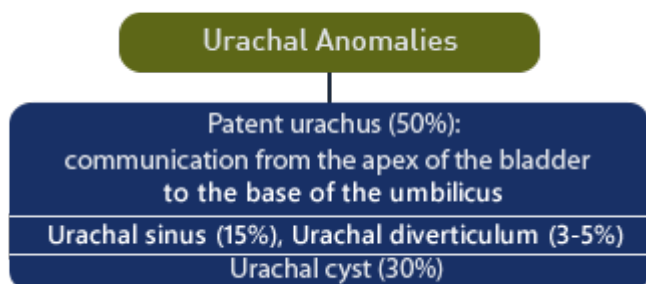 Urachal Anomalies
Patent urachus (50%):
communication from the apex of the bladder
to the base of the umbilicus
Urachal sinus (15%), Urachal diverticulum (3-5%)
Urachal cyst (30%)